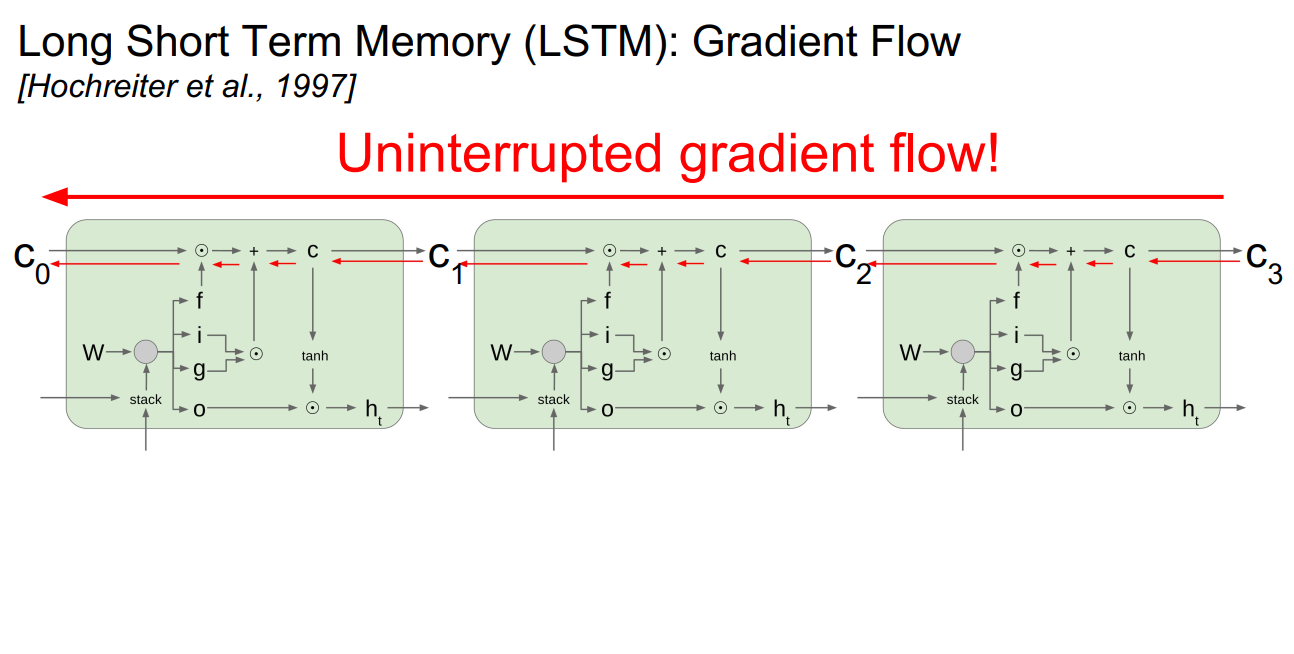 Long Short Term Memory (LSTM): Gradient Flow
[Hochreiter et al., 1997]
Uninterrupted gradient flow!
c0 ☉ + c c1 ☉ + c c2 ☉ + c c3
f f f
i i i
W ☉ tanh W ☉ tanh W ☉ tanh
g g g
stack stack stack
o ☉ ht o ☉ ht o ☉ ht